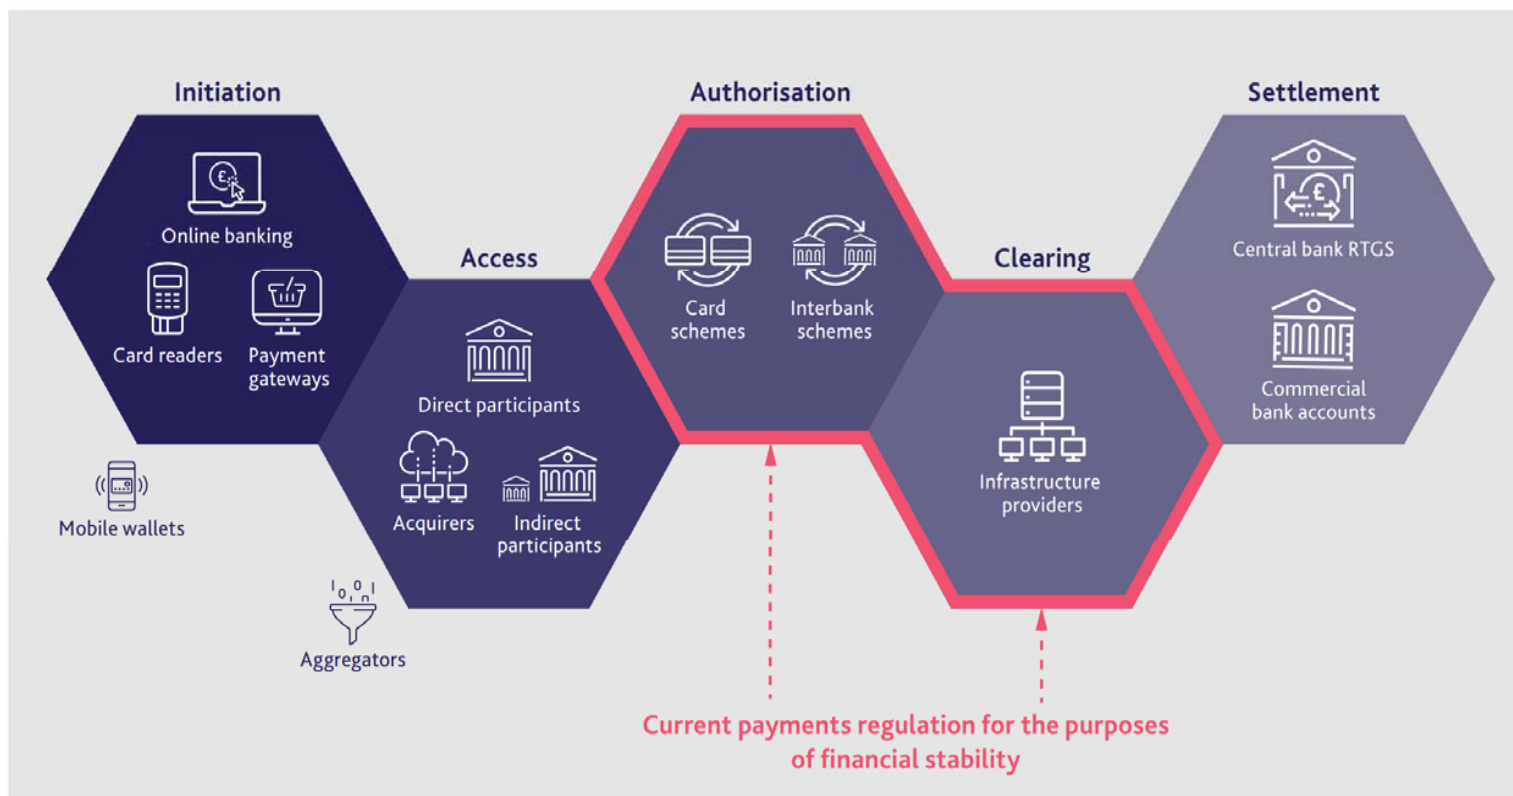 Initiation
Online banking
Card readers
Payment
gateways
Mobile wallets
Access
Direct participants
Acquirers
Indirect
participants
Aggregators
Authorisation
Card
schemes
Interbank
schemes
Clearing
Infrastructure
providers
Settlement
£
Central bank RTGS
Commercial
bank accounts
Current payments regulation for the purposes
of financial stability